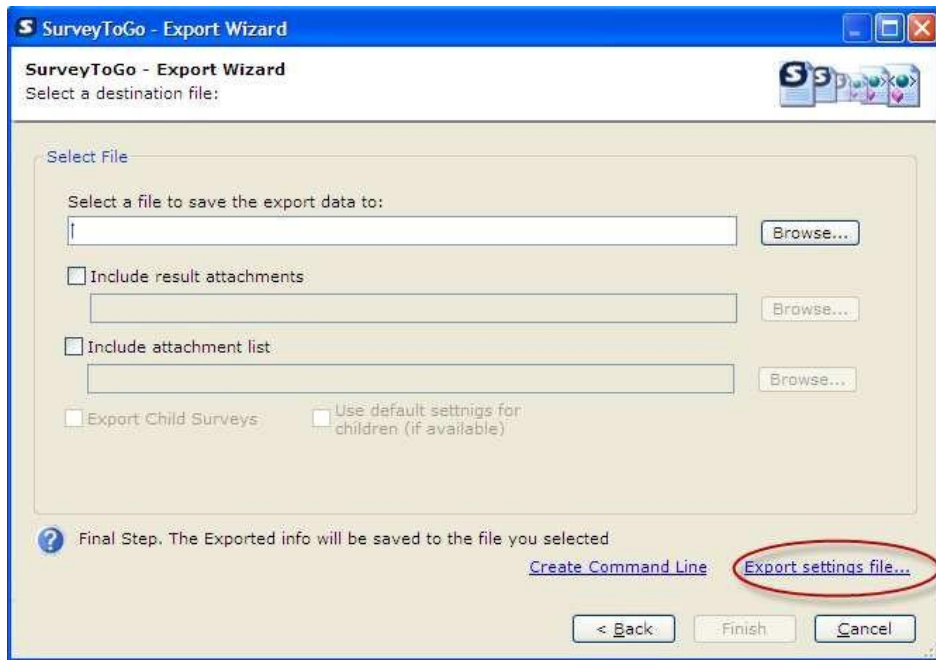 SurveyToGo - Export Wizard
SurveyToGo - Export Wizard
Select a destination file:
Select File
Select a file to save the export data to:
Browse...
Include result attachments
Browse...
Include attachment list
Browse...
Export Child Surveys
Use default settnigs for
children (if available)
Final Step. The Exported info will be saved to the file you selected
Create Command Line
Export settings file...
< Back
Finish
Cancel